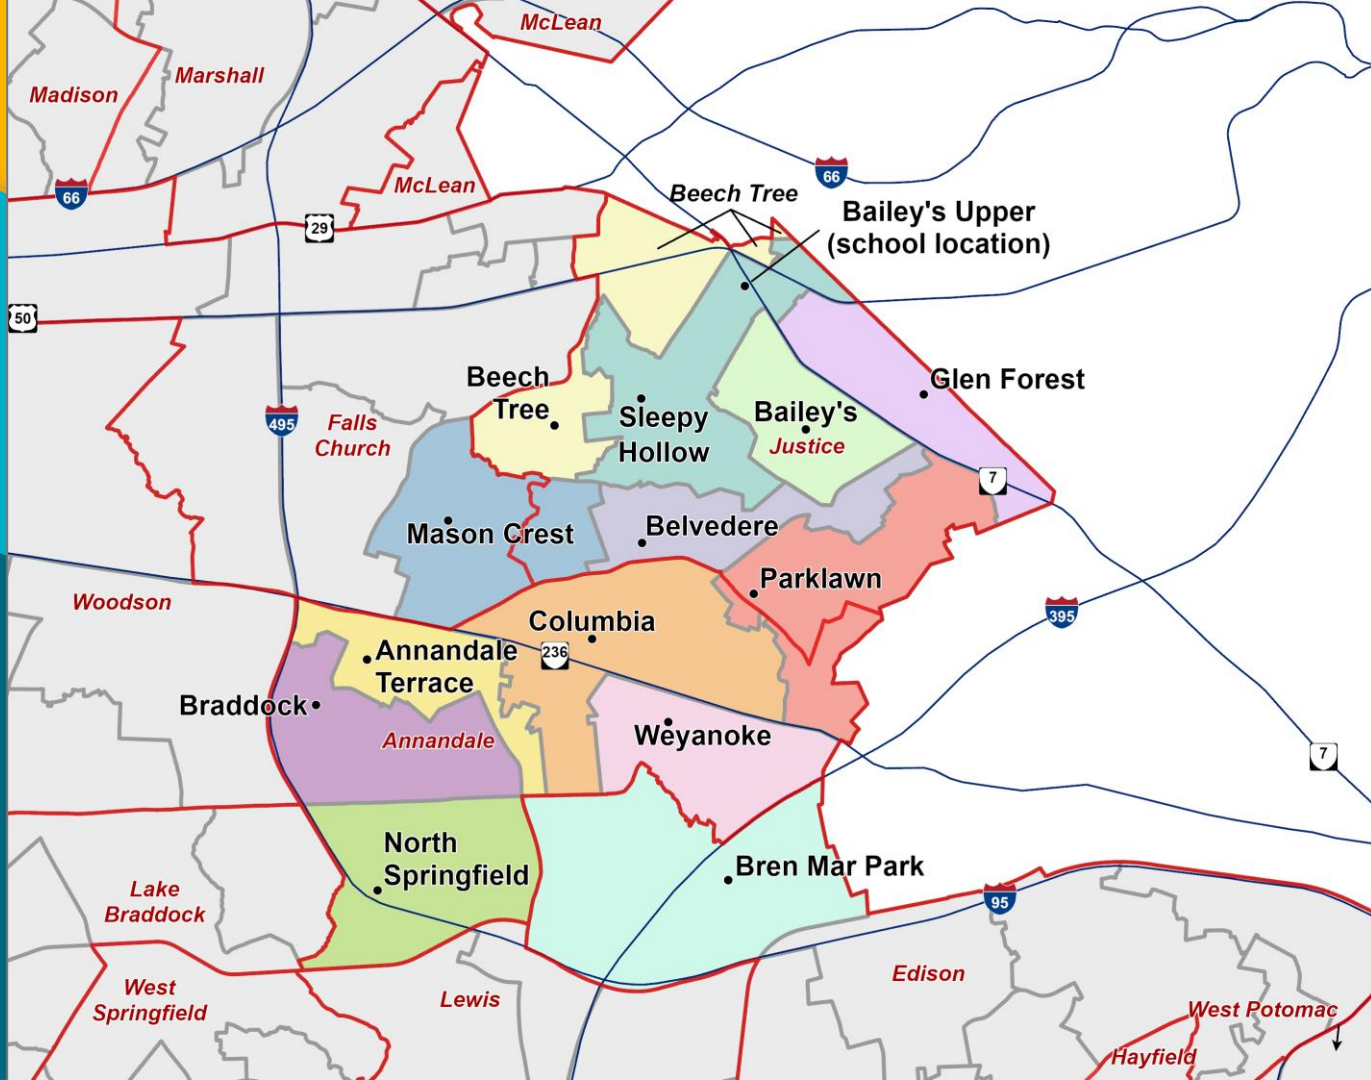 McLean
Marshall
Madison
66
McLean
Beech Tree
66
Bailey's Upper
(school location)
29
50
Beech
Tree
Glen Forest
495
Falls
Church
Sleepy
Hollow
Bailey's
Justice
7
Mason Crest
Belvedere
Parklawn
Woodson
395
Columbia
236
Annandale
Terrace
Braddock
Annandale
Weyanoke
7
North
Springfield
Bren Mar Park
Lake
Braddock
95
West
Springfield
Lewis
Edison
West Potomac
Hayfield